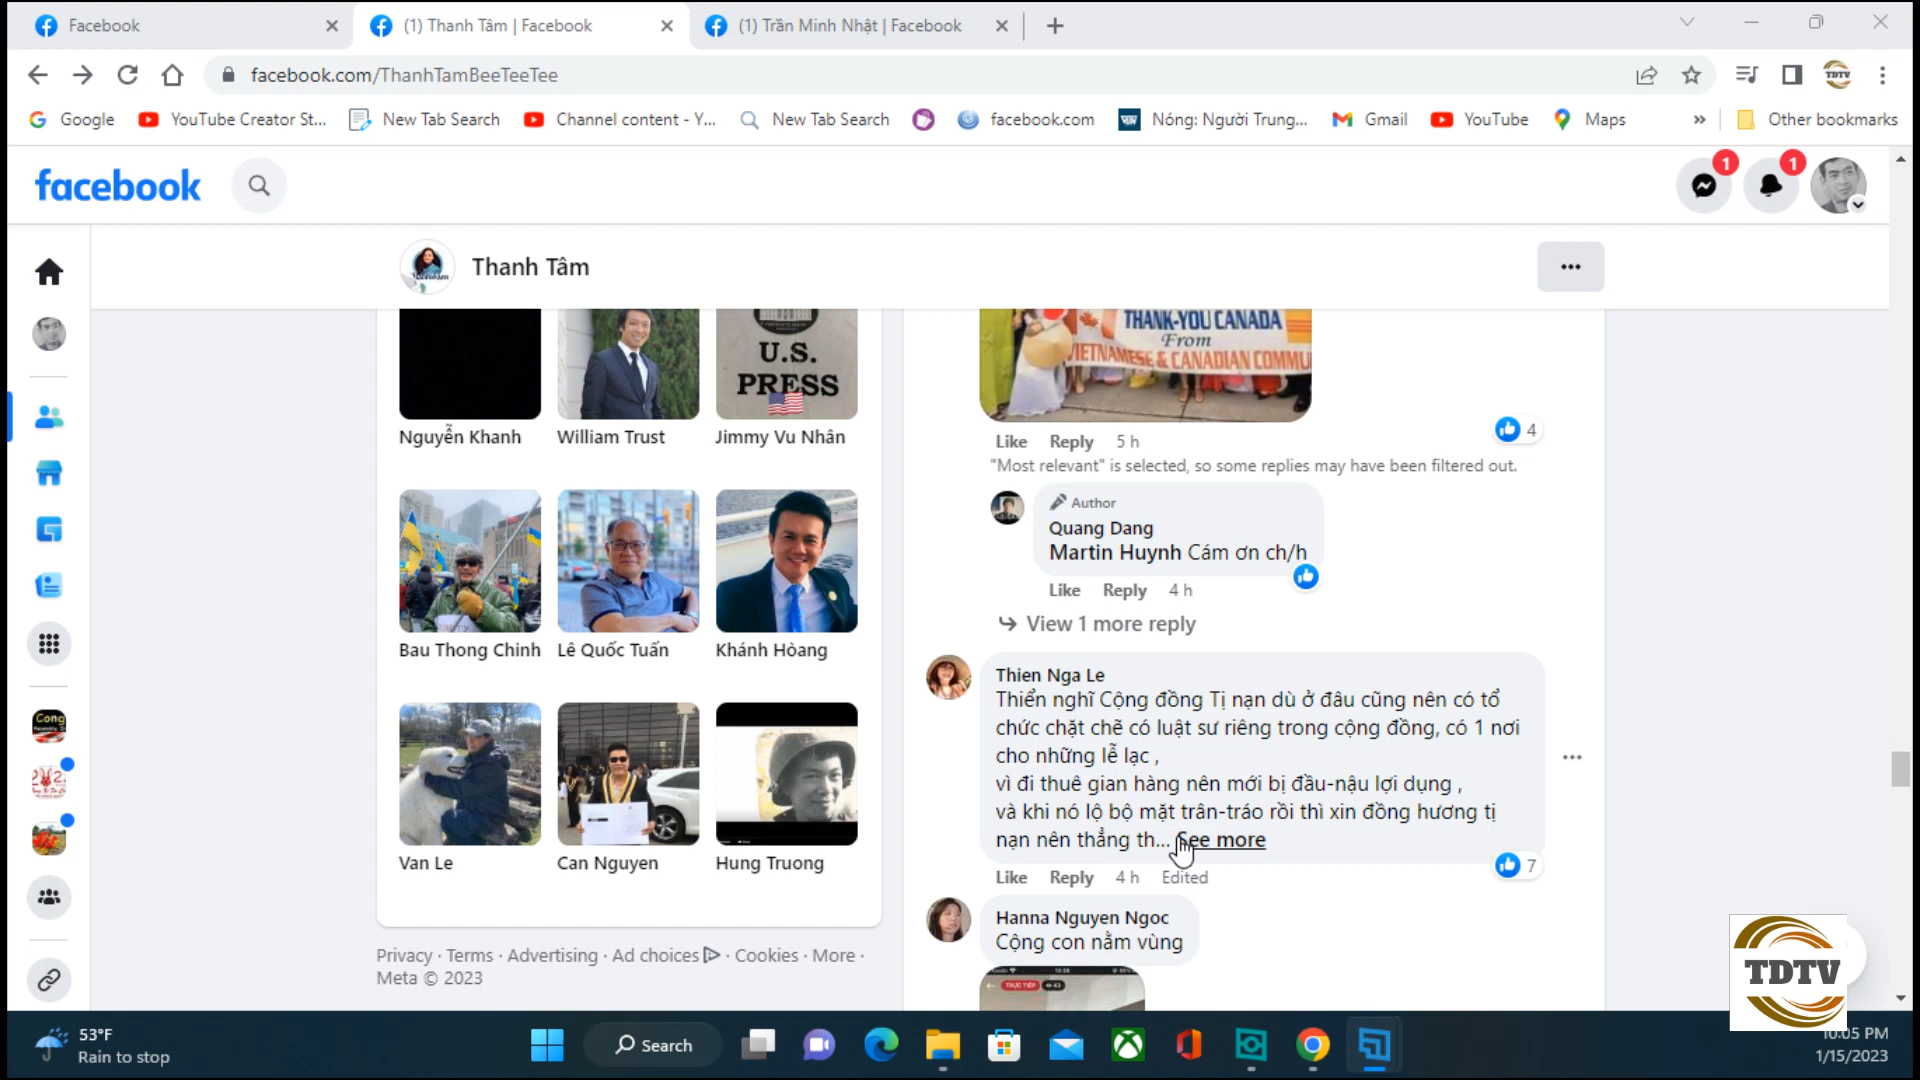 Facebook
(1) Thanh Tâm | Facebook
(1) Trần Minh Nhật | Facebook
facebook.com/ThanhTamBeeTeeTee
TDTV
Google
YouTube Creator St...
New Tab Search
Channel content - Y...
New Tab Search
facebook.com
Nóng: Người Trung...
Gmail
YouTube
Maps
»
Other bookmarks
facebook
1
1
Thanh Tâm
Nguyễn Khanh
William Trust
U.S.
PRESS
Jimmy Vu Nhân
Bau Thong Chinh
Lê Quốc Tuấn
Khánh Hòang
Van Le
Can Nguyen
Hung Truong
Privacy · Terms · Advertising · Ad choices · Cookies · More ·
Meta © 2023
THANK-YOU CANADA
From
VIETNAMESE & CANADIAN COMMU
Like Reply 5 h
4
"Most relevant" is selected, so some replies may have been filtered out.
Author
Quang Dang
Martin Huynh Cám ơn ch/h
Like Reply 4 h
View 1 more reply
Thien Nga Le
Thiển nghĩ Cộng đồng Tị nạn dù ở đâu cũng nên có tổ
chức chặt chẽ có luật sư riêng trong cộng đồng, có 1 nơi
cho những lễ lạc ,
vì đi thuê gian hàng nên mới bị đầu-nậu lợi dụng ,
và khi nó lộ bộ mặt trân-tráo rồi thì xin đồng hương tị
nạn nên thẳng th... See more
Like Reply 4 h Edited
7
Hanna Nguyen Ngoc
Cộng con nằm vùng
TRỰC TIẾP
Cong
TDTV
53°F
Rain to stop
Search
10:05 PM
1/15/2023